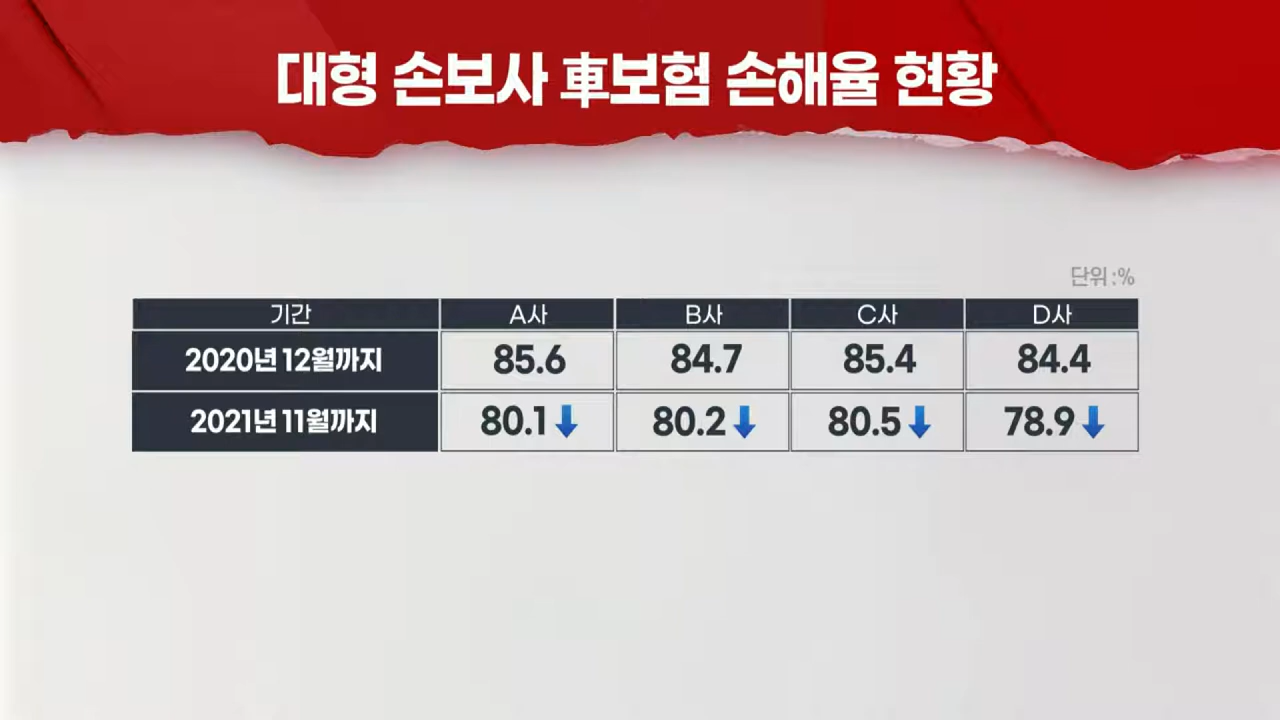 대형 손보사 車보험 손해율 현황
단위 :%
기간 A사 B사 C사 D사
2020년 12월까지 85.6 84.7 85.4 84.4
2021년 11월까지 80.1 80.2 80.5 78.9